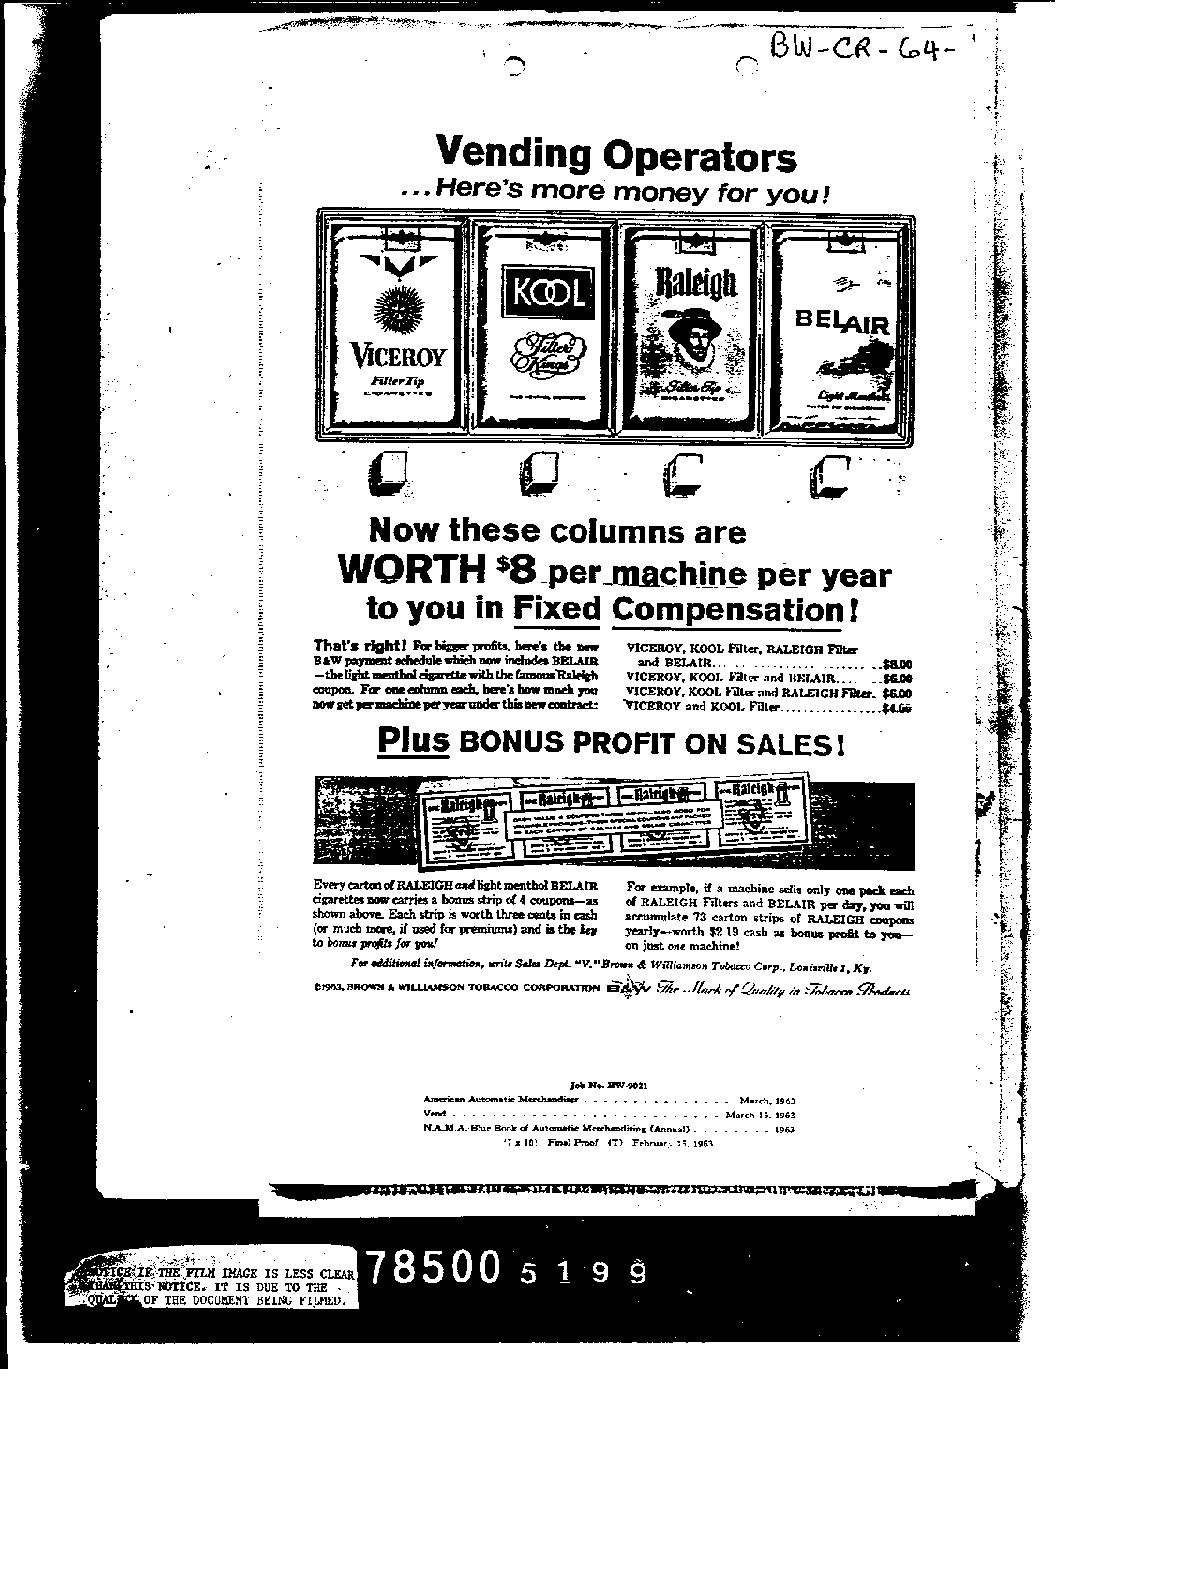 BW-CR-64-
Vending Operators
...Here's more money for you!
VICEROY
Filter Tip
CIGARETTES
KOOL
Filter
Kings
Raleigh
Filter Tip
CIGARETTES
BELAIR
Light Menthol
Now these columns are
WORTH $8 per machine per year
to you in Fixed Compensation!
That's right! For bigger profits, here's the new
B&W payment schedule which now includes BELAIR
—the light menthol cigarette with the famous Raleigh
coupon. For one column each, here's how much you
now get per machine per year under this new contract:
VICEROY, KOOL Filter, RALEIGH Filter
and BELAIR... $8.00
VICEROY, KOOL Filter and BELAIR.... $6.00
VICEROY, KOOL Filter and RALEIGH Filter. $6.00
VICEROY and KOOL Filter................$4.00
Plus BONUS PROFIT ON SALES!
Raleigh Raleigh Raleigh Raleigh
Every carton of RALEIGH and light menthol BELAIR
cigarettes now carries a bonus strip of 4 coupons—as
shown above. Each strip is worth three cents in cash
(or much more, if used for premiums) and is the key
to bonus profits for you!
For example, if a machine sells only one pack each
of RALEIGH Filters and BELAIR per day, you will
accumulate 73 carton strips of RALEIGH coupons
yearly—worth $2.19 cash as bonus profit to you—
on just one machine!
For additional information, write Sales Dept. "V." Brown & Williamson Tobacco Corp., Louisville 1, Ky.
©1963, BROWN & WILLIAMSON TOBACCO CORPORATION B&W The Mark of Quality in Tobacco Products
Job No. BW-9021
American Automatic Merchandiser - - - - - - - - - - - - - - - March, 1963
Vend - - - - - - - - - - - - - - - - - - - - - - - - - - - March 15, 1963
N.A.M.A. Blue Book of Automatic Merchandising (Annual) - - - - - - - - 1963
7 x 10 Final Proof (T) February 15, 1963
NOTICE IF THE FILM IMAGE IS LESS CLEAR
THAN THIS NOTICE. IT IS DUE TO THE
QUALITY OF THE DOCUMENT BEING FILMED.
78500 5199